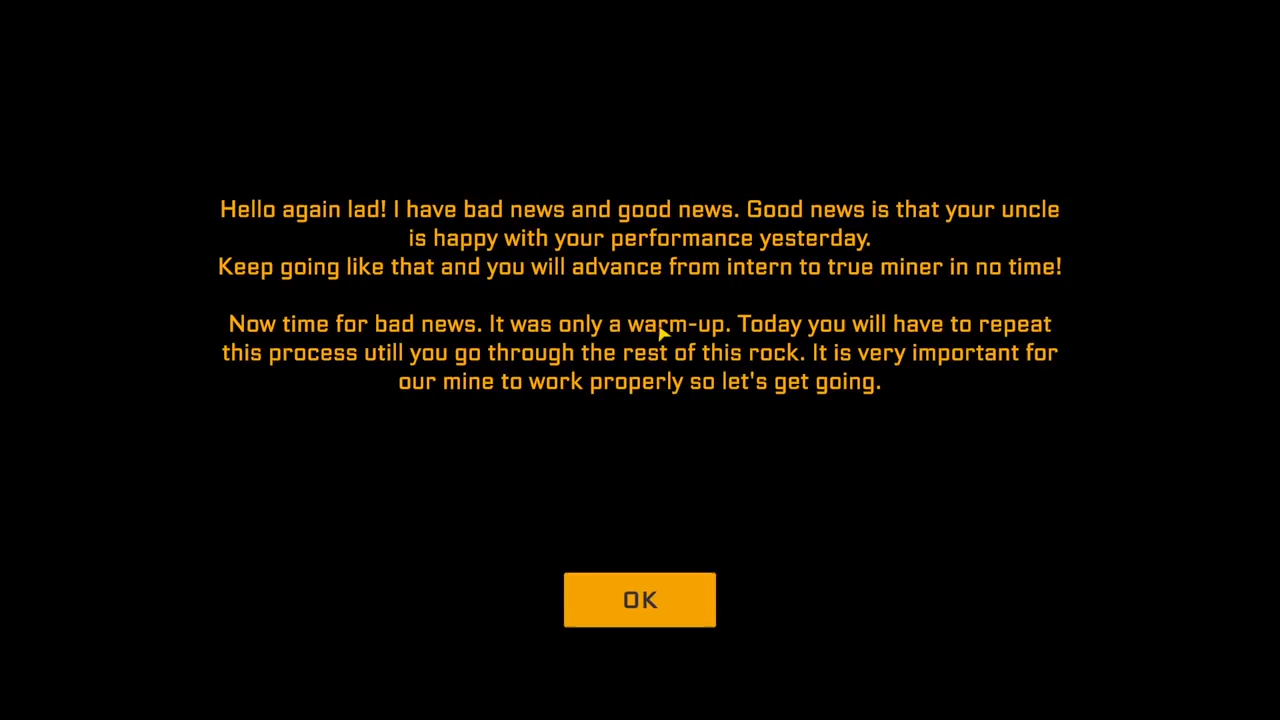 Hello again lad! I have bad news and good news. Good news is that your uncle
is happy with your performance yesterday.
Keep going like that and you will advance from intern to true miner in no time!
Now time for bad news. It was only a warm-up. Today you will have to repeat
this process utill you go through the rest of this rock. It is very important for
our mine to work properly so let's get going.
OK